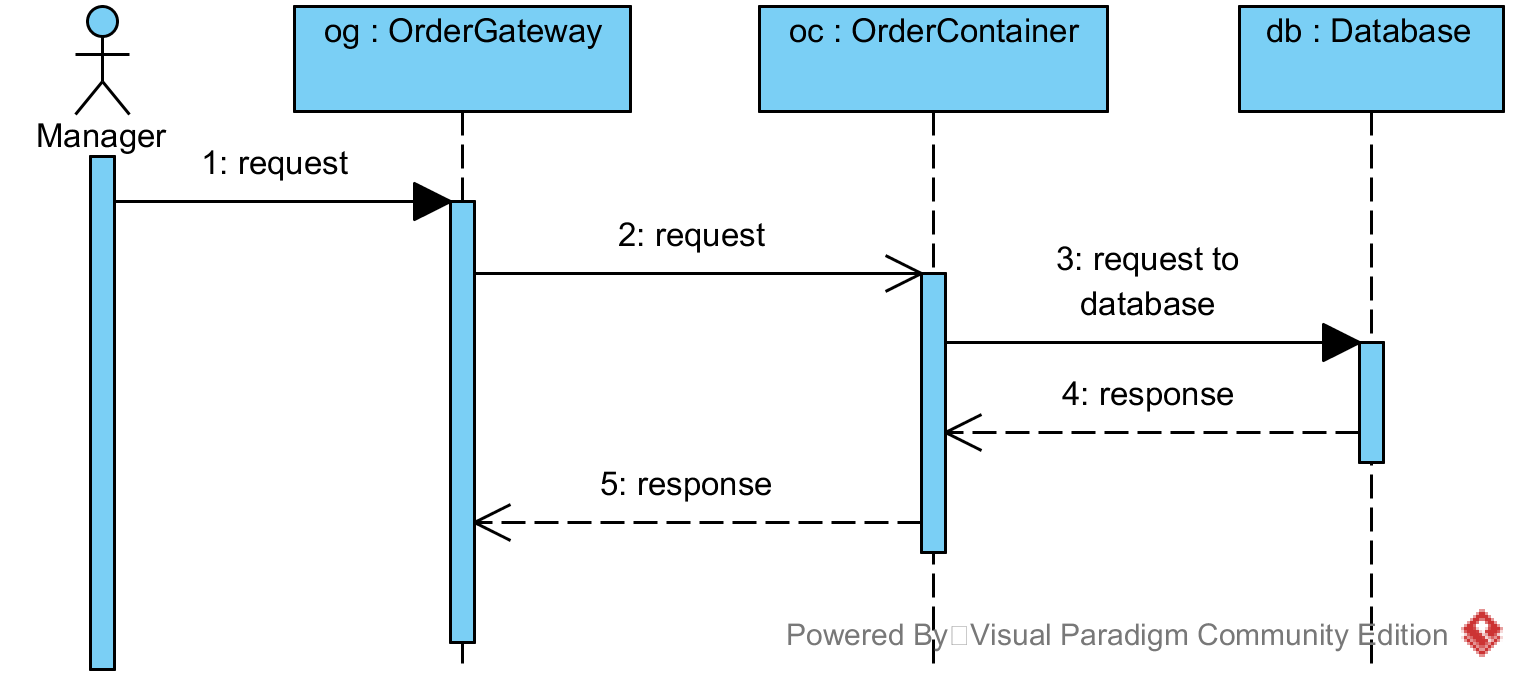 og : OrderGateway
oc : OrderContainer
db : Database
Manager
1: request
2: request
3: request to
database
4: response
5: response
Powered By Visual Paradigm Community Edition